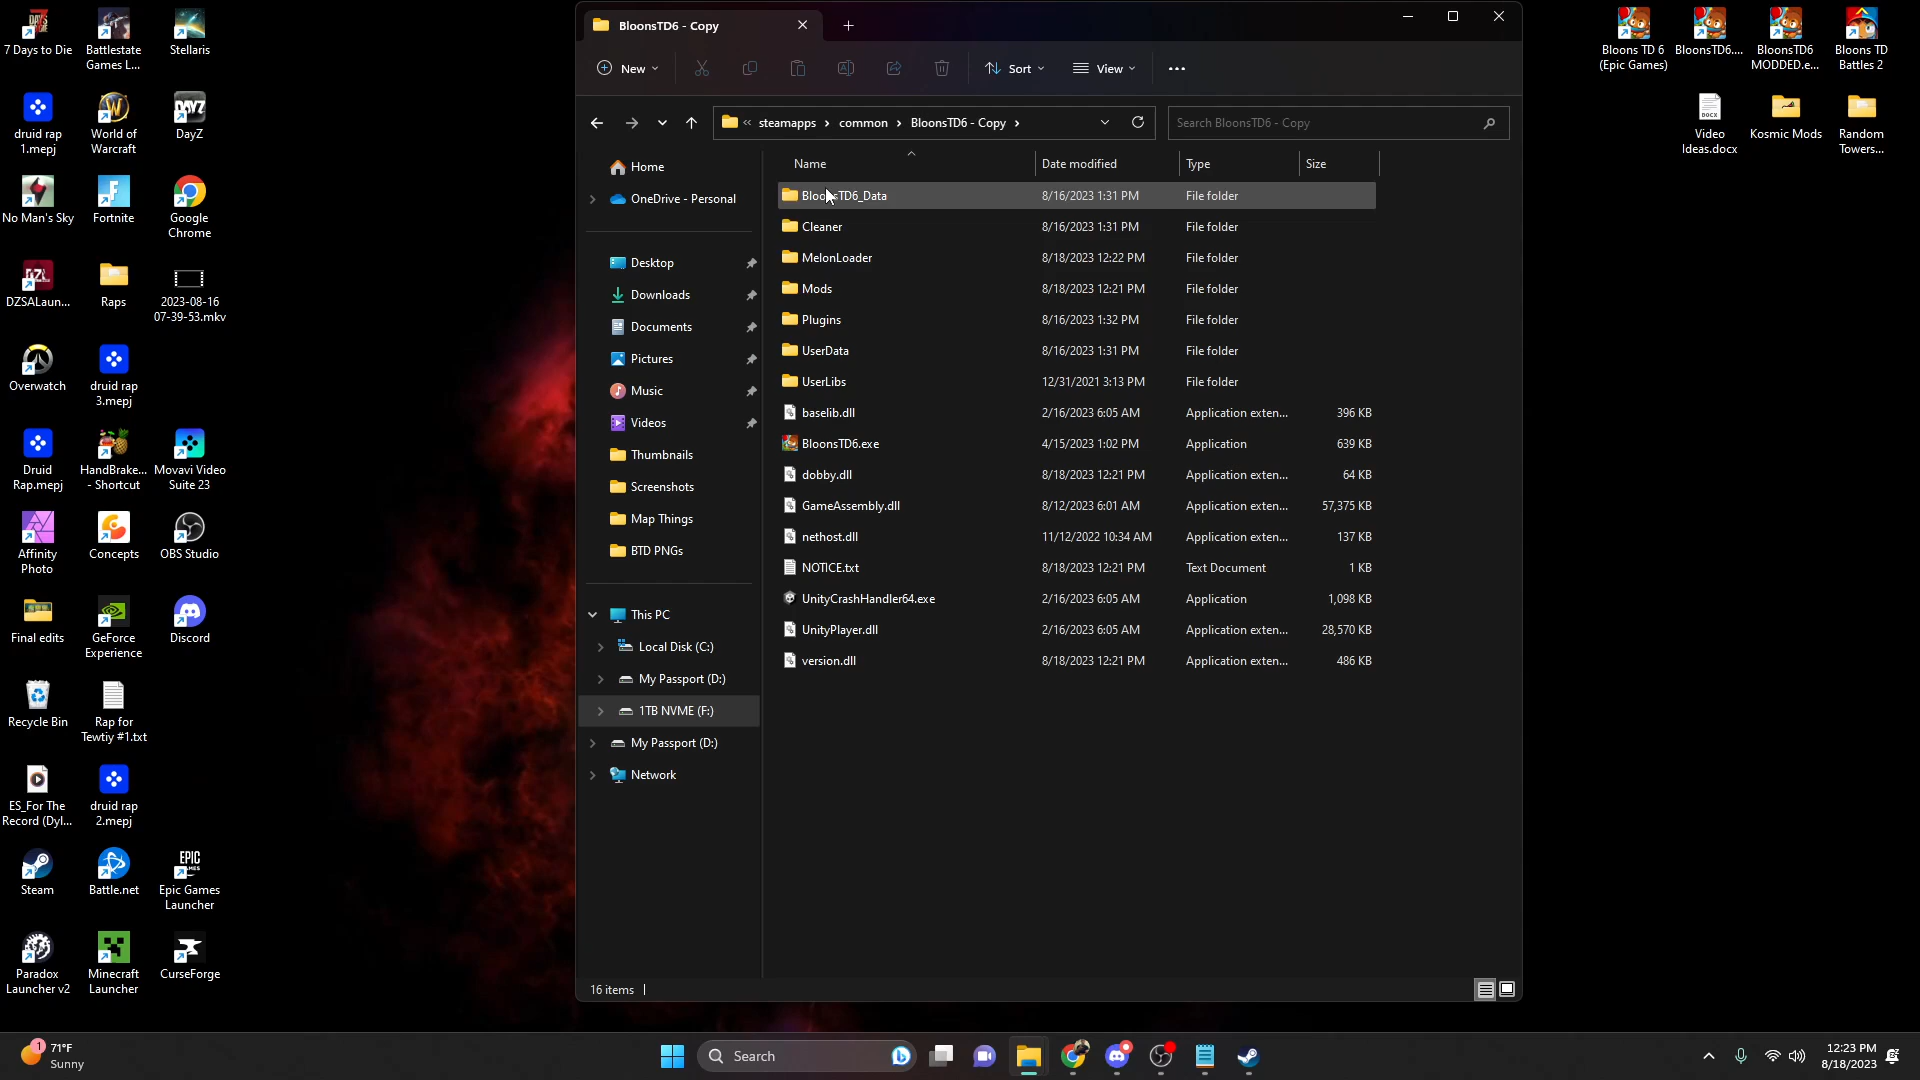 7 Days to Die
Battlestate
Games L...
Stellaris
druid rap
1.mepj
World of
Warcraft
DayZ
No Man's Sky
Fortnite
Google
Chrome
DZSALaun...
Raps
2023-08-16
07-39-53.mkv
Overwatch
druid rap
3.mepj
Druid
Rap.mepj
HandBrake...
- Shortcut
Movavi Video
Suite 23
Affinity
Photo
Concepts
OBS Studio
Final edits
GeForce
Experience
Discord
Recycle Bin
Rap for
Tewtiy #1.txt
ES_For The
Record (Dyl...
druid rap
2.mepj
Steam
Battle.net
Epic Games
Launcher
Paradox
Launcher v2
Minecraft
Launcher
CurseForge
BloonsTD6 - Copy
New
Sort
View
steamapps > common > BloonsTD6 - Copy >
Search BloonsTD6 - Copy
Home
OneDrive - Personal
Desktop
Downloads
Documents
Pictures
Music
Videos
Thumbnails
Screenshots
Map Things
BTD PNGs
This PC
Local Disk (C:)
My Passport (D:)
1TB NVME (F:)
My Passport (D:)
Network
Name Date modified Type Size
BloonsTD6_Data 8/16/2023 1:31 PM File folder
Cleaner 8/16/2023 1:31 PM File folder
MelonLoader 8/18/2023 12:22 PM File folder
Mods 8/18/2023 12:21 PM File folder
Plugins 8/16/2023 1:32 PM File folder
UserData 8/16/2023 1:31 PM File folder
UserLibs 12/31/2021 3:13 PM File folder
baselib.dll 2/16/2023 6:05 AM Application exten... 396 KB
BloonsTD6.exe 4/15/2023 1:02 PM Application 639 KB
dobby.dll 8/18/2023 12:21 PM Application exten... 64 KB
GameAssembly.dll 8/12/2023 6:01 AM Application exten... 57,375 KB
nethost.dll 11/12/2022 10:34 AM Application exten... 137 KB
NOTICE.txt 8/18/2023 12:21 PM Text Document 1 KB
UnityCrashHandler64.exe 2/16/2023 6:05 AM Application 1,098 KB
UnityPlayer.dll 2/16/2023 6:05 AM Application exten... 28,570 KB
version.dll 8/18/2023 12:21 PM Application exten... 486 KB
16 items
Bloons TD 6
(Epic Games)
BloonsTD6....
BloonsTD6
MODDED.e...
Bloons TD
Battles 2
Video
Ideas.docx
Kosmic Mods
Random
Towers...
1
71°F
Sunny
Search
12:23 PM
8/18/2023